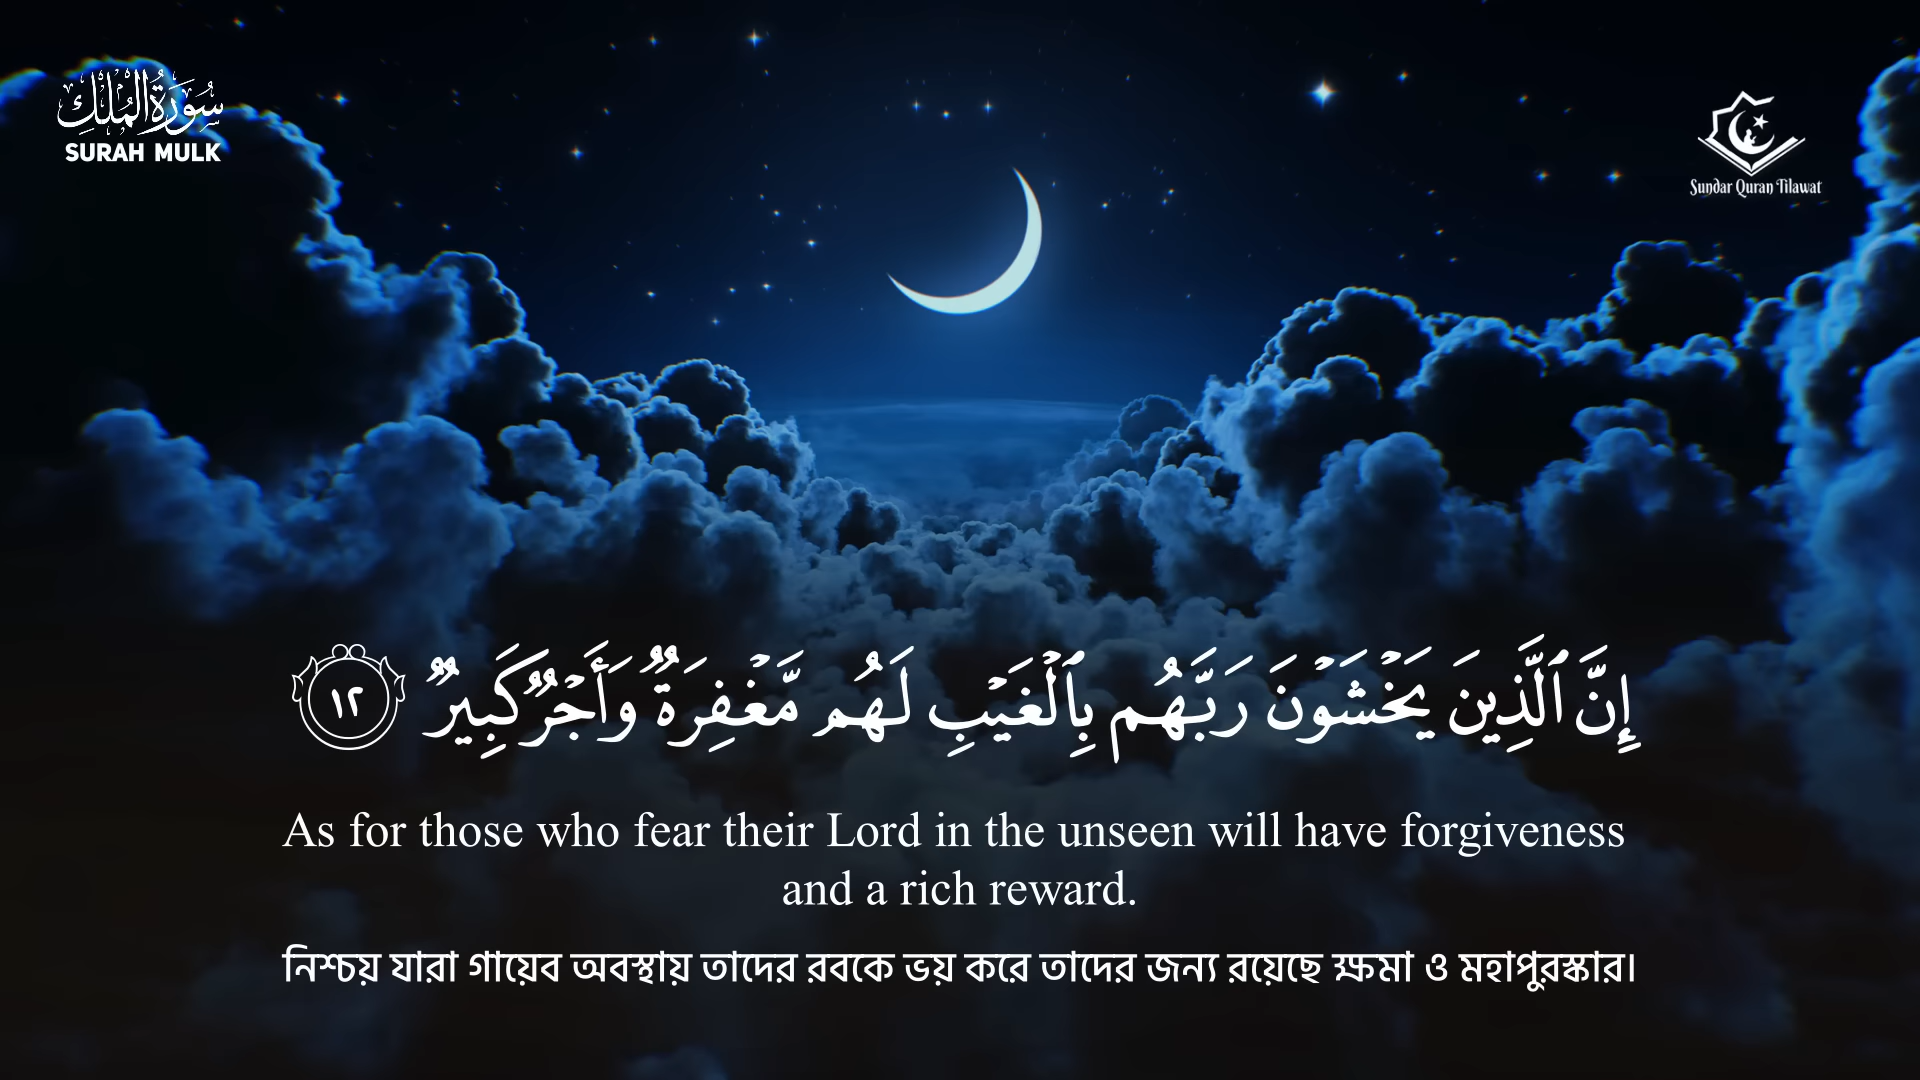 سُورَةُ الْمُلْكِ
SURAH MULK
Sundar Quran Tilawat
إِنَّ ٱلَّذِينَ يَخْشَوْنَ رَبَّهُم بِٱلْغَيْبِ لَهُم مَّغْفِرَةٌ وَأَجْرٌ كَبِيرٌ ١٢
As for those who fear their Lord in the unseen will have forgiveness
and a rich reward.
নিশ্চয় যারা গায়েব অবস্থায় তাদের রবকে ভয় করে তাদের জন্য রয়েছে ক্ষমা ও মহাপুরস্কার।